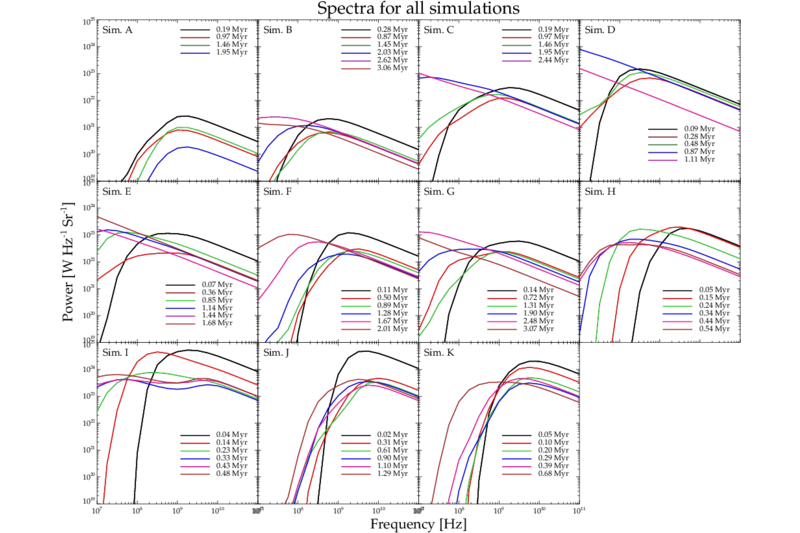 Spectra for all simulations
Sim. A
0.19 Myr
0.97 Myr
1.46 Myr
1.95 Myr
Sim. B
0.28 Myr
0.87 Myr
1.45 Myr
2.03 Myr
2.62 Myr
3.06 Myr
Sim. C
0.19 Myr
0.97 Myr
1.46 Myr
1.95 Myr
2.44 Myr
Sim. D
0.09 Myr
0.28 Myr
0.48 Myr
0.87 Myr
1.11 Myr
Sim. E
0.07 Myr
0.36 Myr
0.85 Myr
1.14 Myr
1.44 Myr
1.68 Myr
Sim. F
0.11 Myr
0.50 Myr
0.89 Myr
1.28 Myr
1.67 Myr
2.01 Myr
Sim. G
0.14 Myr
0.72 Myr
1.31 Myr
1.90 Myr
2.48 Myr
3.07 Myr
Sim. H
0.05 Myr
0.15 Myr
0.24 Myr
0.34 Myr
0.44 Myr
0.54 Myr
Sim. I
0.04 Myr
0.14 Myr
0.23 Myr
0.33 Myr
0.43 Myr
0.48 Myr
Sim. J
0.02 Myr
0.31 Myr
0.61 Myr
0.90 Myr
1.10 Myr
1.29 Myr
Sim. K
0.05 Myr
0.10 Myr
0.20 Myr
0.29 Myr
0.39 Myr
0.68 Myr
Power [W Hz⁻¹ Sr⁻¹]
10⁷ 10⁸ 10⁹ 10¹⁰ 10⁹ 10¹⁰ 10⁹ 10¹⁰ 10¹¹
Frequency [Hz]